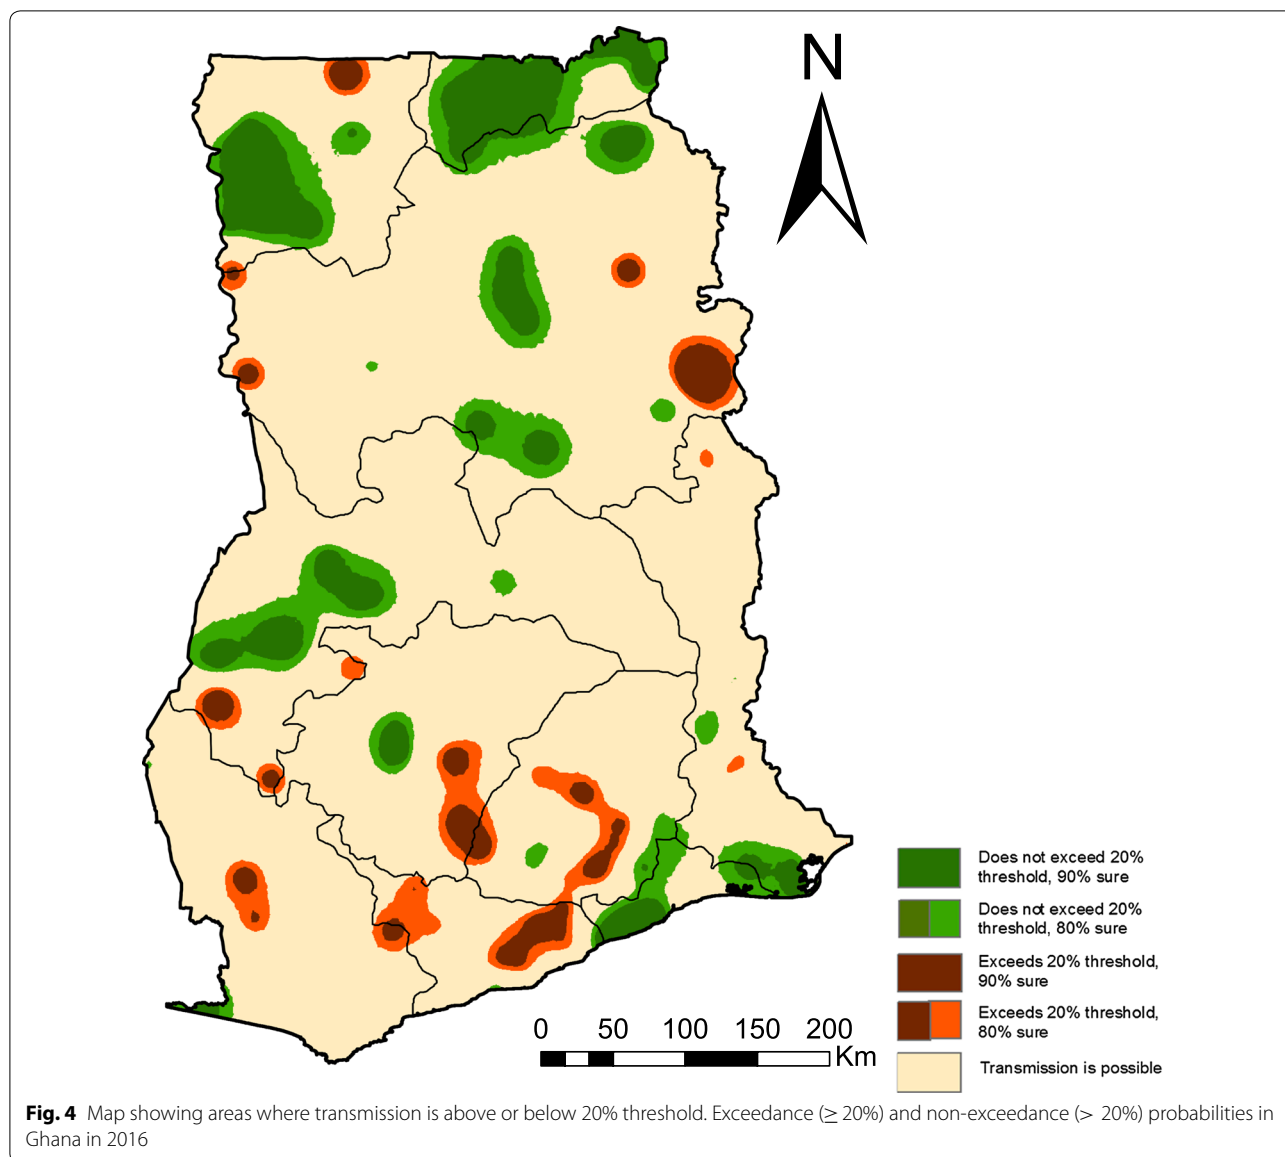 N
Does not exceed 20%
threshold, 90% sure
Does not exceed 20%
threshold, 80% sure
Exceeds 20% threshold,
90% sure
Exceeds 20% threshold,
80% sure
Transmission is possible
0 50 100 150 200
Km
Fig. 4 Map showing areas where transmission is above or below 20% threshold. Exceedance (≥ 20%) and non-exceedance (> 20%) probabilities in
Ghana in 2016